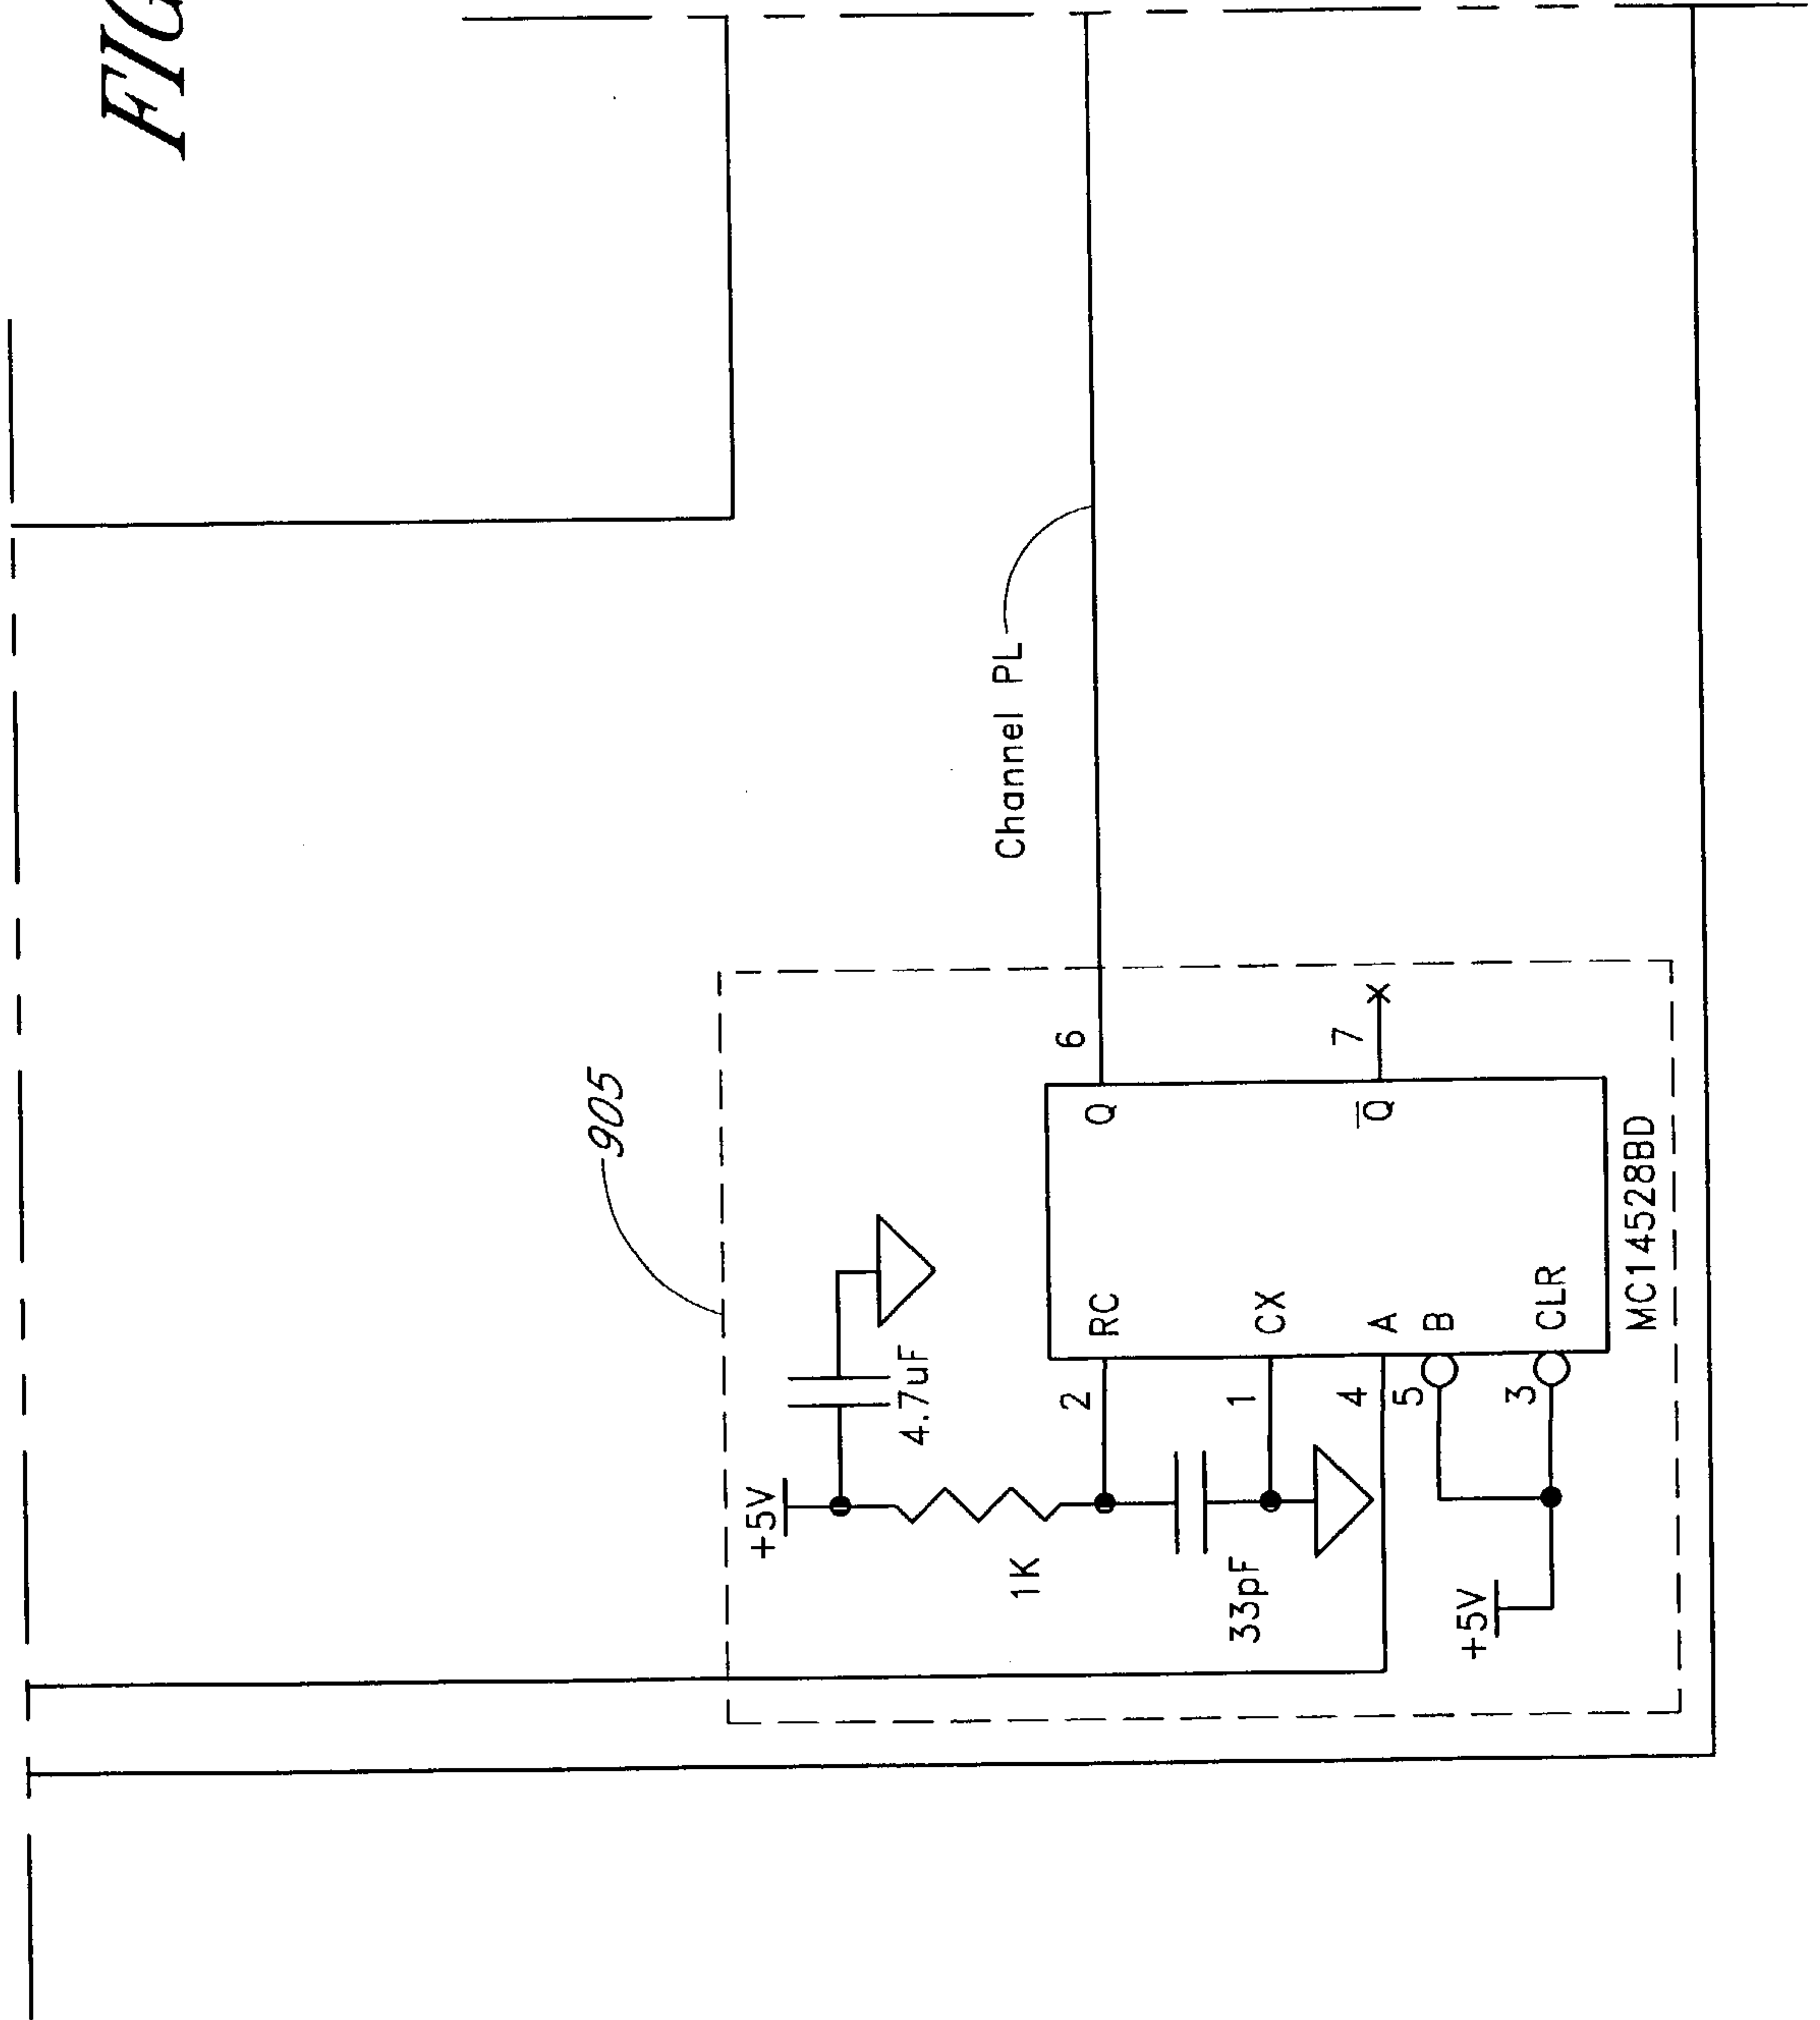 FIG
Channel PL
905
+5V
4.7uF
1K
33pF
+5V
2
RC
1
CX
4
A
5
B
3
CLR
Q
6
Q̅
7
MC14528BD